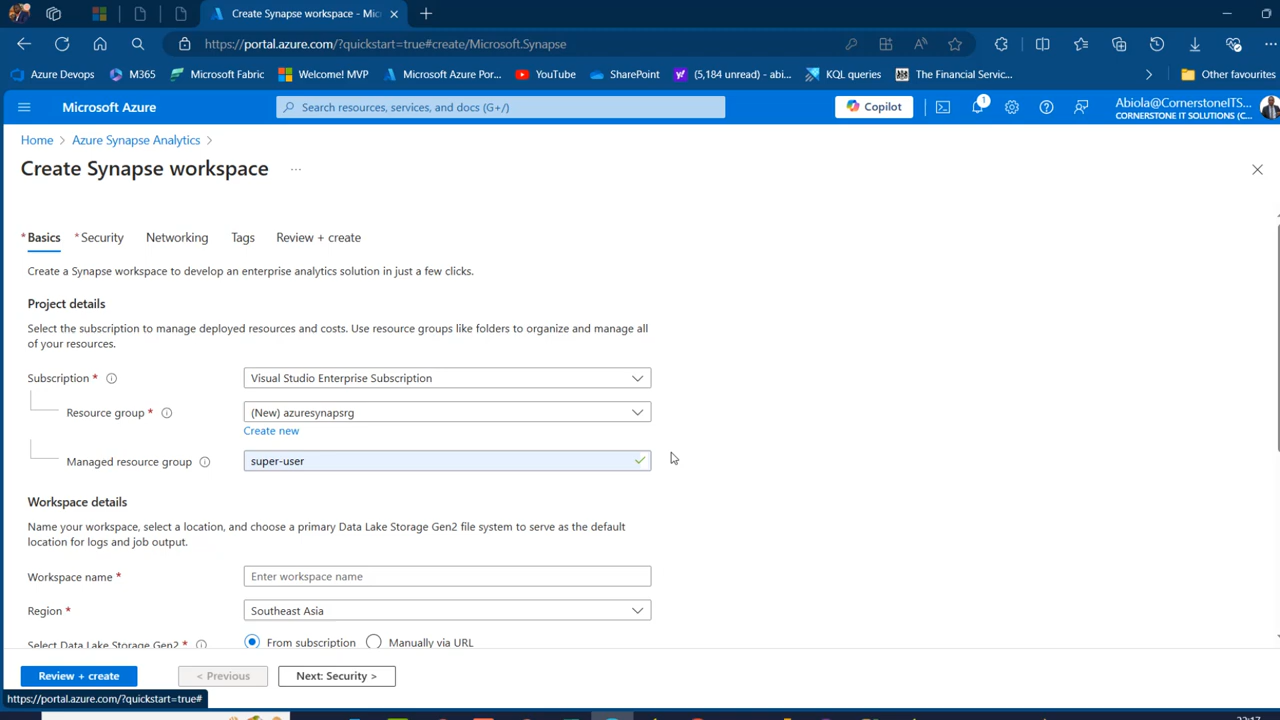 Create Synapse workspace - Mic
https://portal.azure.com/?quickstart=true#create/Microsoft.Synapse
Azure Devops
M365
Microsoft Fabric
Welcome! MVP
Microsoft Azure Por...
YouTube
SharePoint
(5,184 unread) - abi...
KQL queries
The Financial Servic...
Other favourites
Microsoft Azure
Search resources, services, and docs (G+/)
Copilot
1
Abiola@CornerstoneITS...
CORNERSTONE IT SOLUTIONS (C...
Home > Azure Synapse Analytics >
Create Synapse workspace ...
* Basics * Security Networking Tags Review + create
Create a Synapse workspace to develop an enterprise analytics solution in just a few clicks.
Project details
Select the subscription to manage deployed resources and costs. Use resource groups like folders to organize and manage all
of your resources.
Subscription *
Visual Studio Enterprise Subscription
Resource group *
(New) azuresynapsrg
Create new
Managed resource group
super-user
Workspace details
Name your workspace, select a location, and choose a primary Data Lake Storage Gen2 file system to serve as the default
location for logs and job output.
Workspace name *
Enter workspace name
Region *
Southeast Asia
Select Data Lake Storage Gen2 *
From subscription
Manually via URL
Review + create
< Previous
Next: Security >
https://portal.azure.com/?quickstart=true#